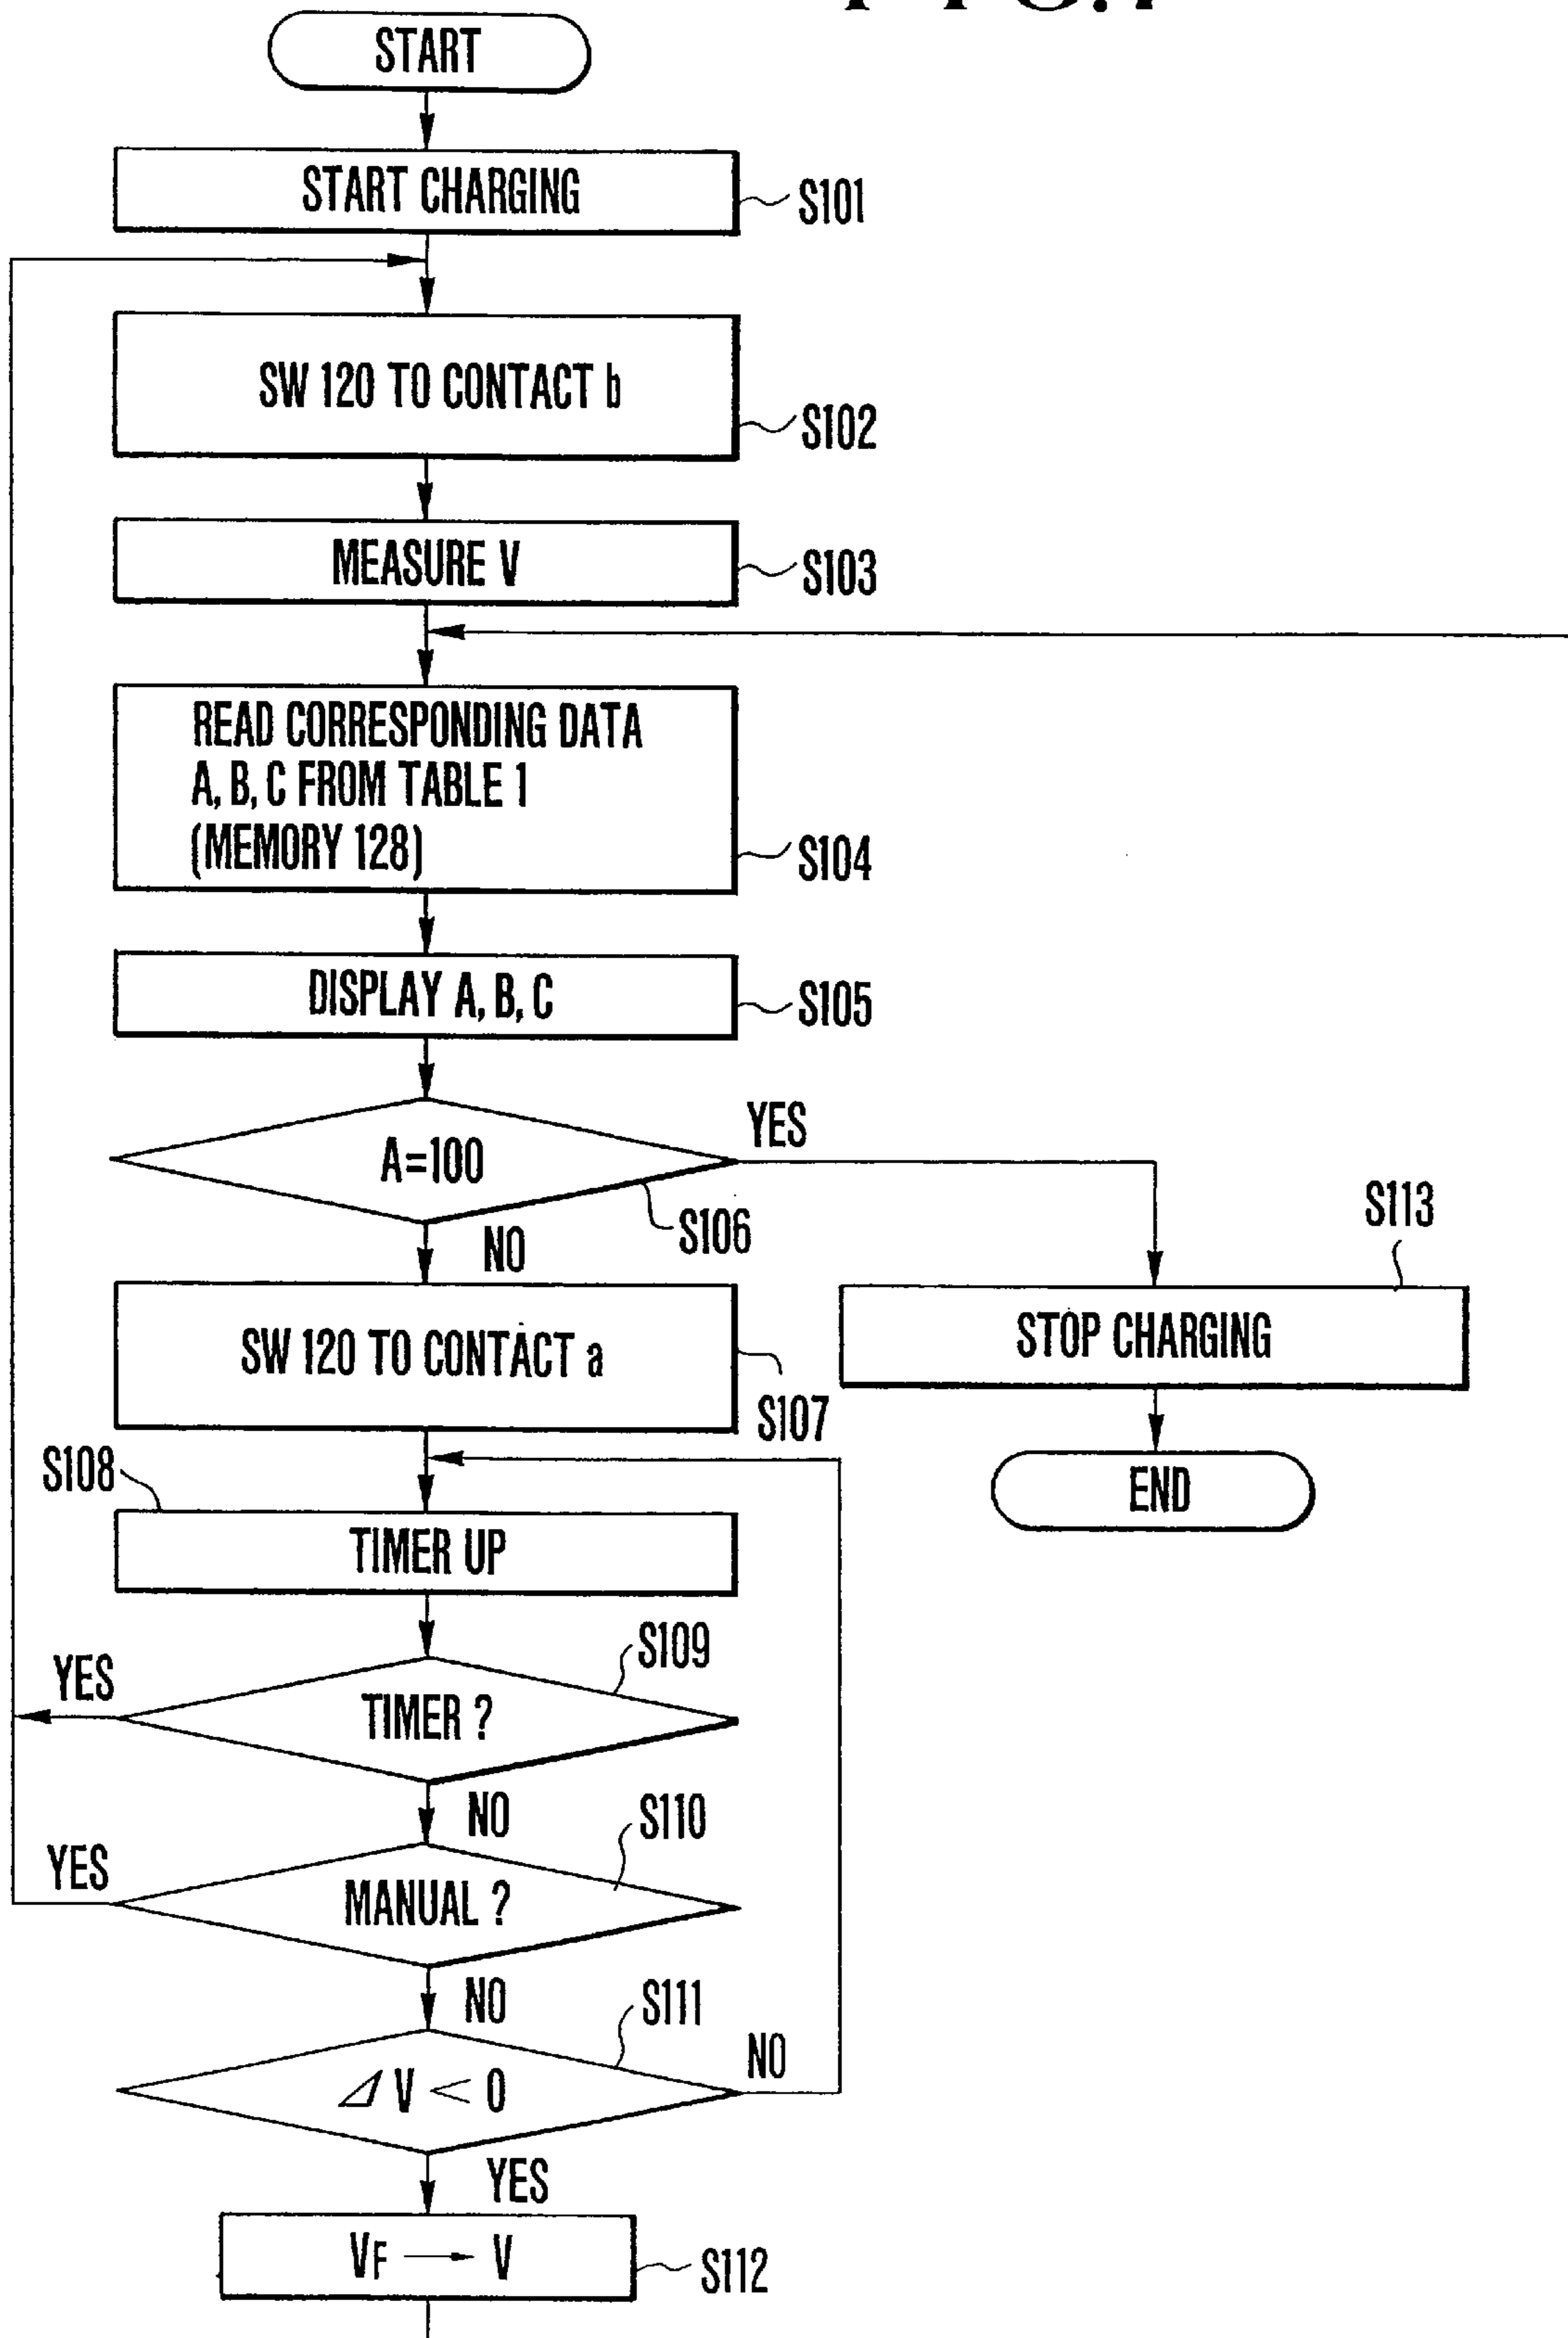 START
START CHARGING
S101
SW 120 TO CONTACT b
S102
MEASURE V
S103
READ CORRESPONDING DATA
A, B, C FROM TABLE 1
(MEMORY 128)
S104
DISPLAY A, B, C
S105
A=100
YES
S106
NO
S113
SW 120 TO CONTACT a
STOP CHARGING
S107
S108
END
TIMER UP
S109
YES
TIMER ?
NO
S110
YES
MANUAL ?
NO
S111
NO
⊿V < 0
YES
VF → V
S112